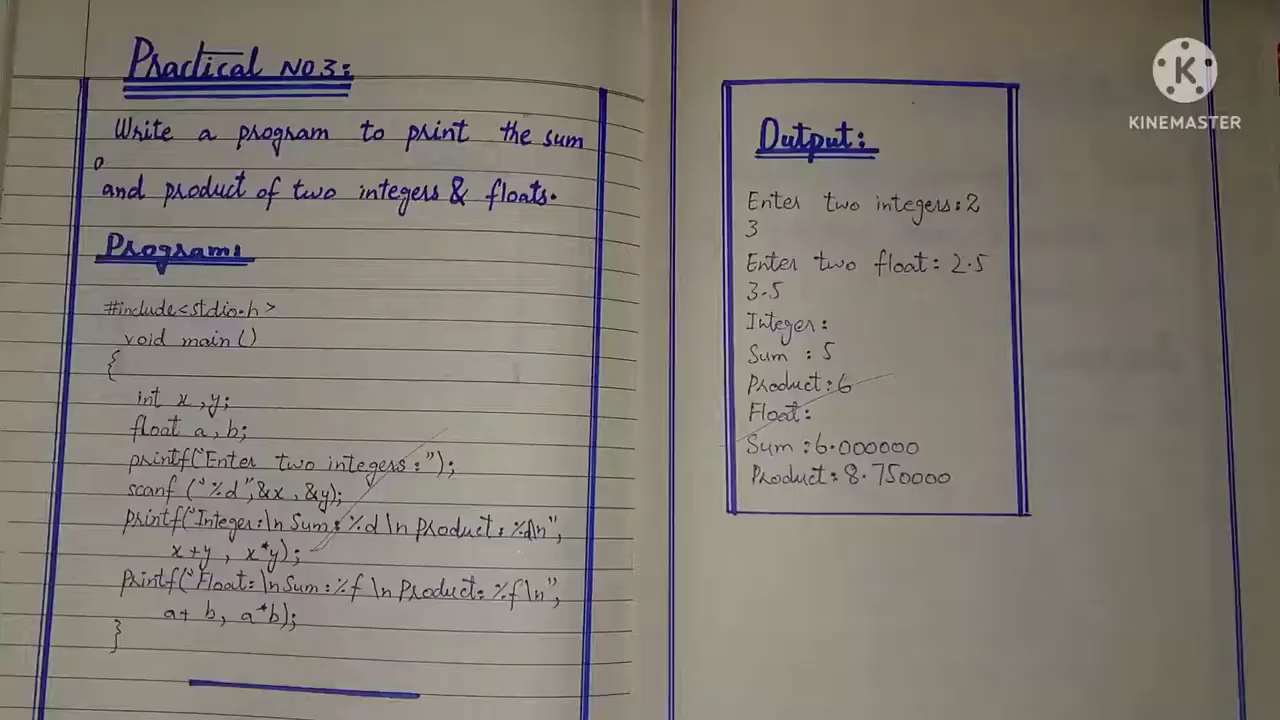 Practical NO 3:
Write a program to print the sum
and product of two integers & floats.
Program:
#include<stdio.h>
void main()
{
int x,y;
float a,b;
printf("Enter two integers:");
scanf ("%d",&x,&y);
printf("Integer:\n Sum:%d \n Product:%d\n",
x+y, x*y);
printf("Float:\n Sum:%f \n Product:%f\n",
a+b, a*b);
}
Output:
Enter two integers:2
3
Enter two float: 2.5
3.5
Integer:
Sum : 5
Product:6
Float:
Sum:6.000000
Product:8.750000
K
KINEMASTER